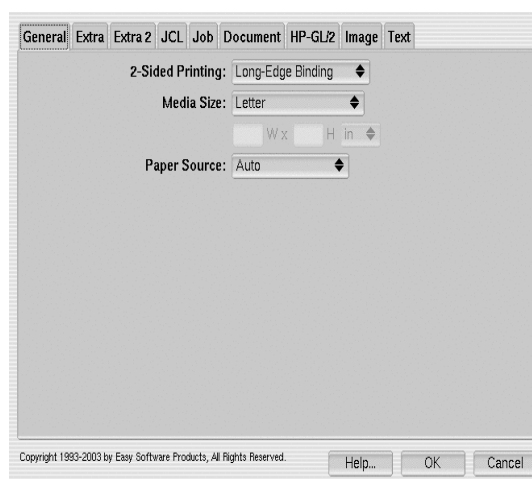 General Extra Extra 2 JCL Job Document HP-GL/2 Image Text
2-Sided Printing: Long-Edge Binding
Media Size: Letter
W x H in
Paper Source: Auto
Copyright 1993-2003 by Easy Software Products, All Rights Reserved.
Help... OK Cancel